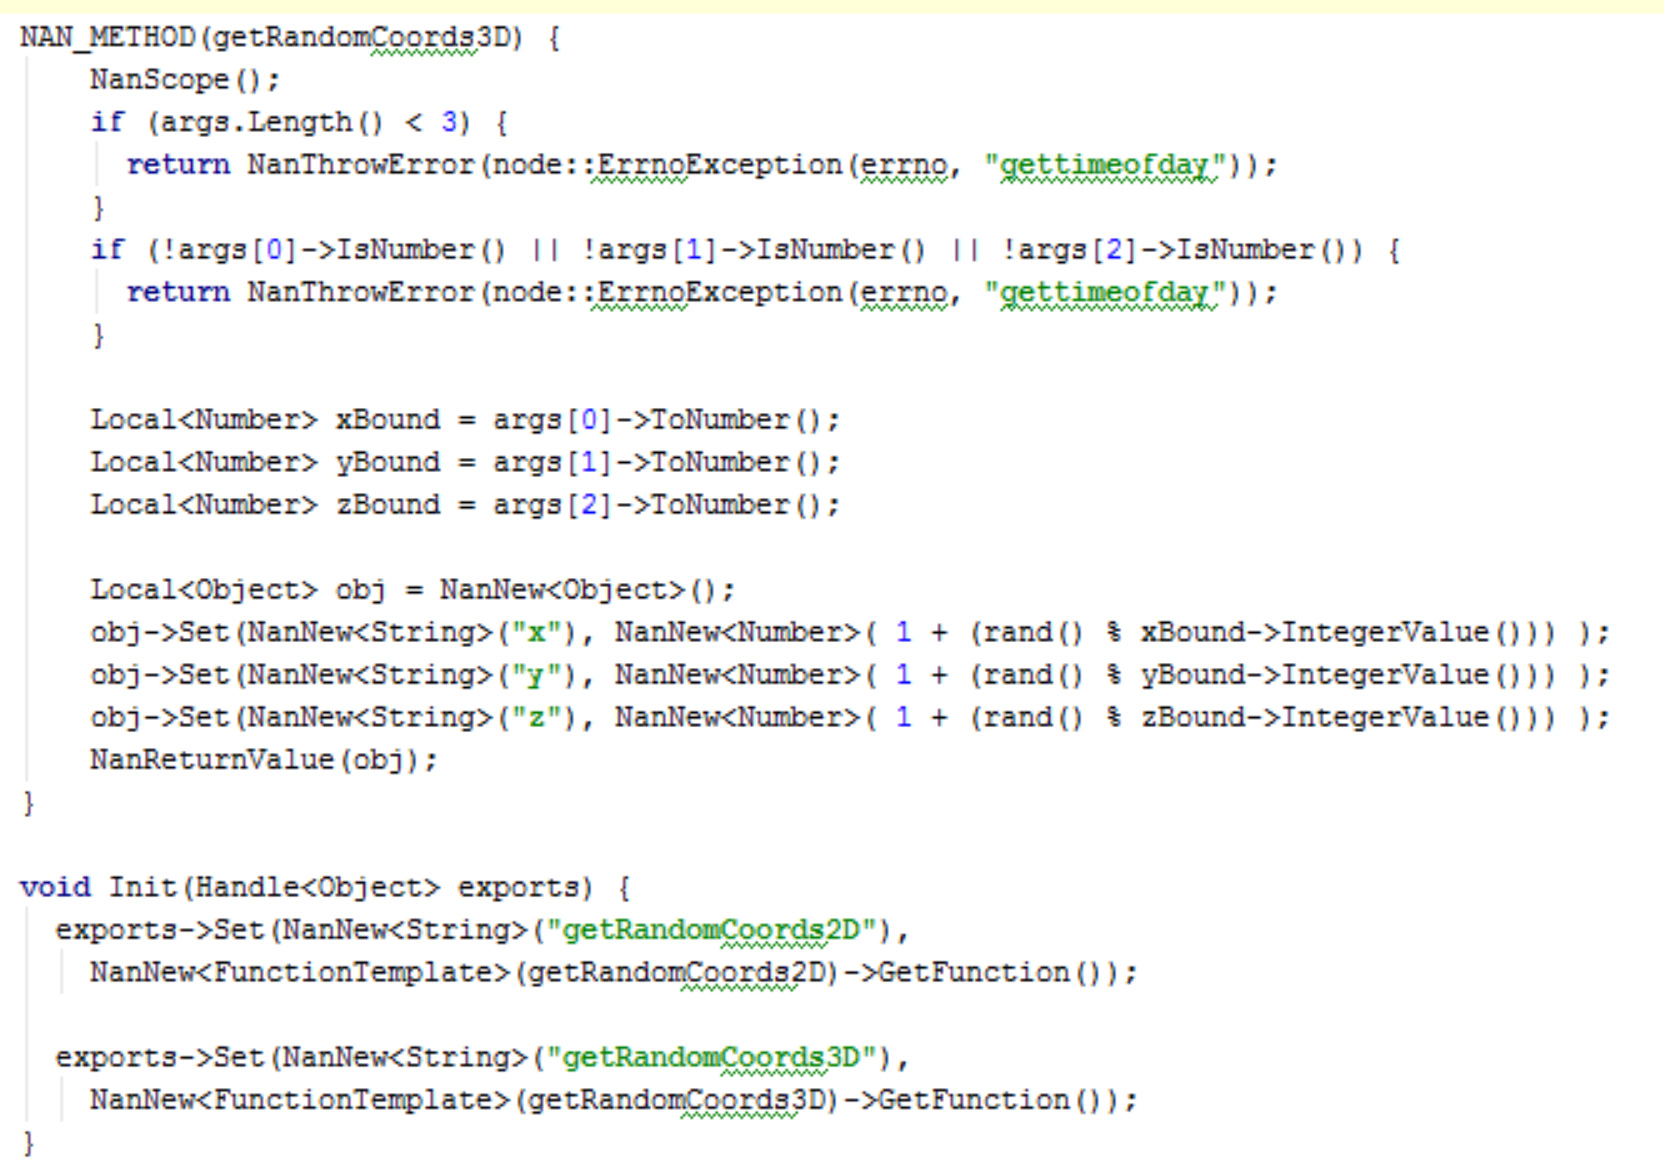 NAN_METHOD(getRandomCoords3D) {
    NanScope();
    if (args.Length() < 3) {
      return NanThrowError(node::ErrnoException(errno, "gettimeofday"));
    }
    if (!args[0]->IsNumber() || !args[1]->IsNumber() || !args[2]->IsNumber()) {
      return NanThrowError(node::ErrnoException(errno, "gettimeofday"));
    }

    Local<Number> xBound = args[0]->ToNumber();
    Local<Number> yBound = args[1]->ToNumber();
    Local<Number> zBound = args[2]->ToNumber();

    Local<Object> obj = NanNew<Object>();
    obj->Set(NanNew<String>("x"), NanNew<Number>( 1 + (rand() % xBound->IntegerValue())) );
    obj->Set(NanNew<String>("y"), NanNew<Number>( 1 + (rand() % yBound->IntegerValue())) );
    obj->Set(NanNew<String>("z"), NanNew<Number>( 1 + (rand() % zBound->IntegerValue())) );
    NanReturnValue(obj);
}

void Init(Handle<Object> exports) {
  exports->Set(NanNew<String>("getRandomCoords2D"),
    NanNew<FunctionTemplate>(getRandomCoords2D)->GetFunction());

  exports->Set(NanNew<String>("getRandomCoords3D"),
    NanNew<FunctionTemplate>(getRandomCoords3D)->GetFunction());
}